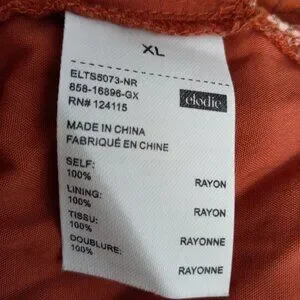 XL
ELTS5073-NR
858-16896-GX
RN# 124115
elodie
MADE IN CHINA
FABRIQUÉ EN CHINE
SELF:
100% RAYON
LINING:
100% RAYON
TISSU:
100% RAYONNE
DOUBLURE:
100% RAYONNE